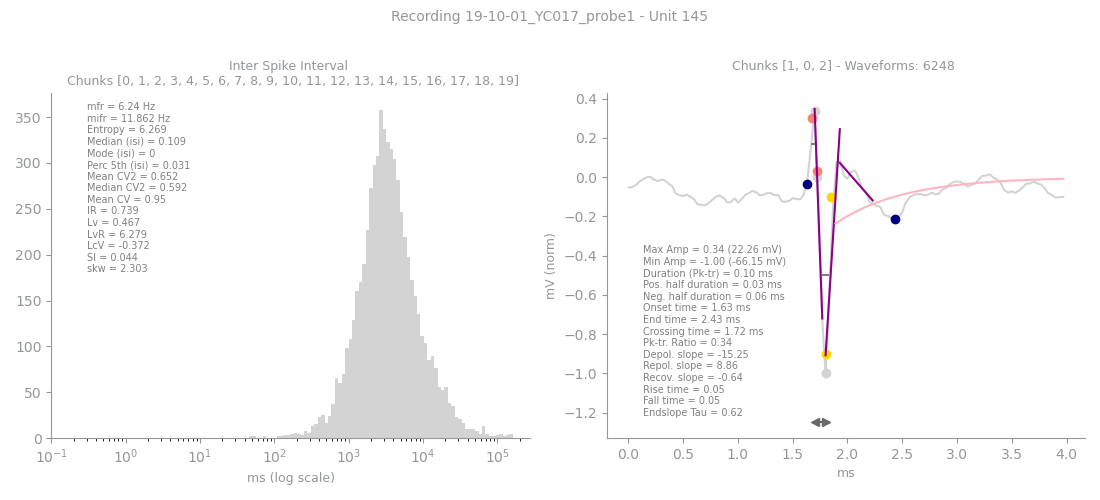 Recording 19-10-01_YC017_probe1 - Unit 145
Inter Spike Interval
Chunks [0, 1, 2, 3, 4, 5, 6, 7, 8, 9, 10, 11, 12, 13, 14, 15, 16, 17, 18, 19]
mfr = 6.24 Hz
mifr = 11.862 Hz
Entropy = 6.269
Median (isi) = 0.109
Mode (isi) = 0
Perc 5th (isi) = 0.031
Mean CV2 = 0.652
Median CV2 = 0.592
Mean CV = 0.95
IR = 0.739
Lv = 0.467
LvR = 6.279
LcV = -0.372
SI = 0.044
skw = 2.303
350
300
250
200
150
100
50
0
10⁻¹ 10⁰ 10¹ 10² 10³ 10⁴ 10⁵
ms (log scale)
Chunks [1, 0, 2] - Waveforms: 6248
mV (norm)
0.4
0.2
0.0
−0.2
−0.4
−0.6
−0.8
−1.0
−1.2
Max Amp = 0.34 (22.26 mV)
Min Amp = -1.00 (-66.15 mV)
Duration (Pk-tr) = 0.10 ms
Pos. half duration = 0.03 ms
Neg. half duration = 0.06 ms
Onset time = 1.63 ms
End time = 2.43 ms
Crossing time = 1.72 ms
Pk-tr. Ratio = 0.34
Depol. slope = -15.25
Repol. slope = 8.86
Recov. slope = -0.64
Rise time = 0.05
Fall time = 0.05
Endslope Tau = 0.62
0.0 0.5 1.0 1.5 2.0 2.5 3.0 3.5 4.0
ms